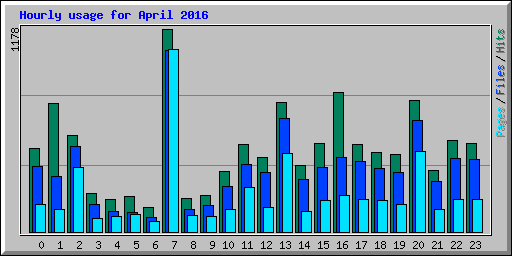 Hourly usage for April 2016
1178
Pages/Files/Hits
0 1 2 3 4 5 6 7 8 9 10 11 12 13 14 15 16 17 18 19 20 21 22 23